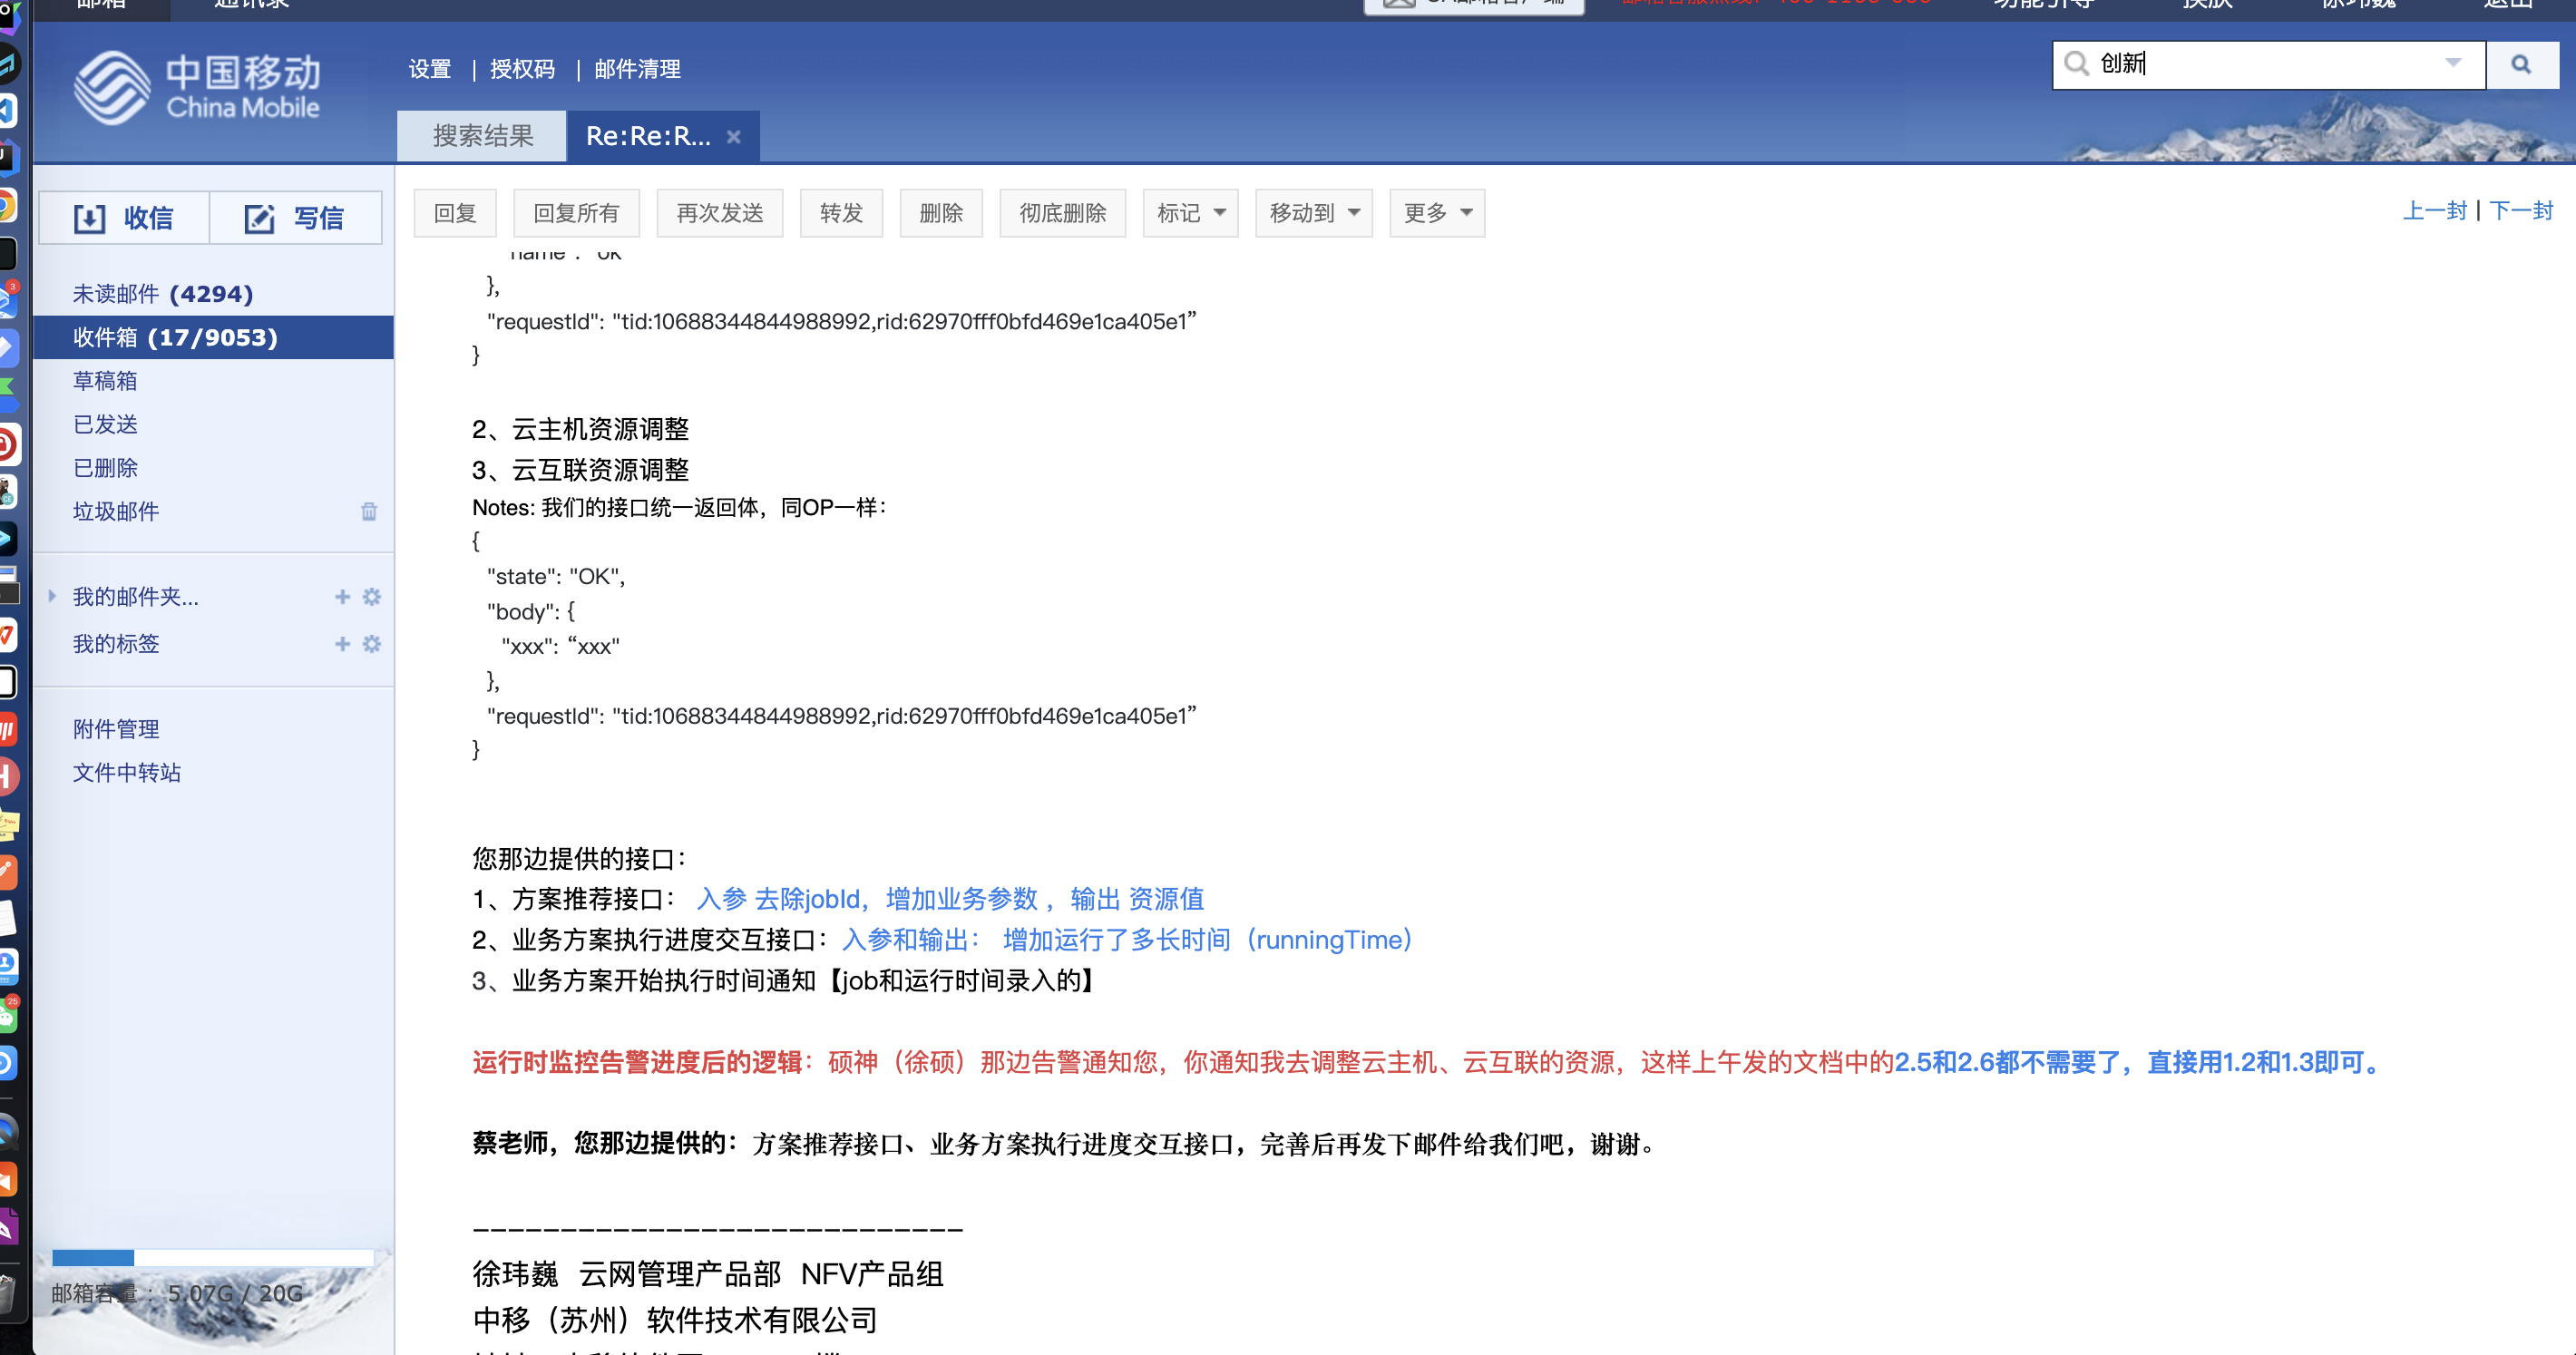 邮箱 通讯录
功能引导 换肤 徐玮巍 退出
中国移动
China Mobile
设置 | 授权码 | 邮件清理
创新
搜索结果 Re:Re:R...
收信 写信
回复 回复所有 再次发送 转发 删除 彻底删除 标记 移动到 更多
上一封 | 下一封
未读邮件 (4294)
收件箱 (17/9053)
草稿箱
已发送
已删除
垃圾邮件
我的邮件夹...
我的标签
附件管理
文件中转站
邮箱容量： 5.07G / 20G
"name": "ok"
},
"requestId": "tid:10688344844988992,rid:62970fff0bfd469e1ca405e1”
}
2、云主机资源调整
3、云互联资源调整
Notes: 我们的接口统一返回体，同OP一样：
{
"state": "OK",
"body": {
"xxx": “xxx"
},
"requestId": "tid:10688344844988992,rid:62970fff0bfd469e1ca405e1”
}
您那边提供的接口：
1、方案推荐接口： 入参 去除jobId，增加业务参数 ，输出 资源值
2、业务方案执行进度交互接口：入参和输出： 增加运行了多长时间（runningTime）
3、业务方案开始执行时间通知【job和运行时间录入的】
运行时监控告警进度后的逻辑：硕神（徐硕）那边告警通知您，你通知我去调整云主机、云互联的资源，这样上午发的文档中的2.5和2.6都不需要了，直接用1.2和1.3即可。
蔡老师，您那边提供的：方案推荐接口、业务方案执行进度交互接口，完善后再发下邮件给我们吧，谢谢。
----------------------------
徐玮巍 云网管理产品部 NFV产品组
中移（苏州）软件技术有限公司